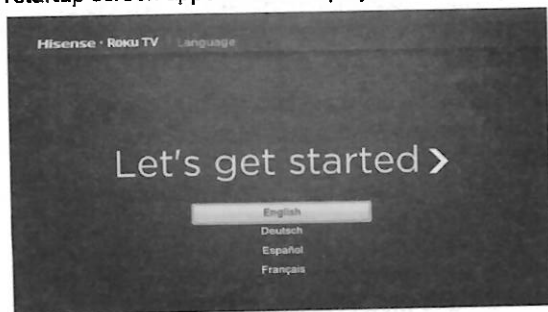 Hisense • Roku TV Language
Let's get started >
English
Deutsch
Español
Français